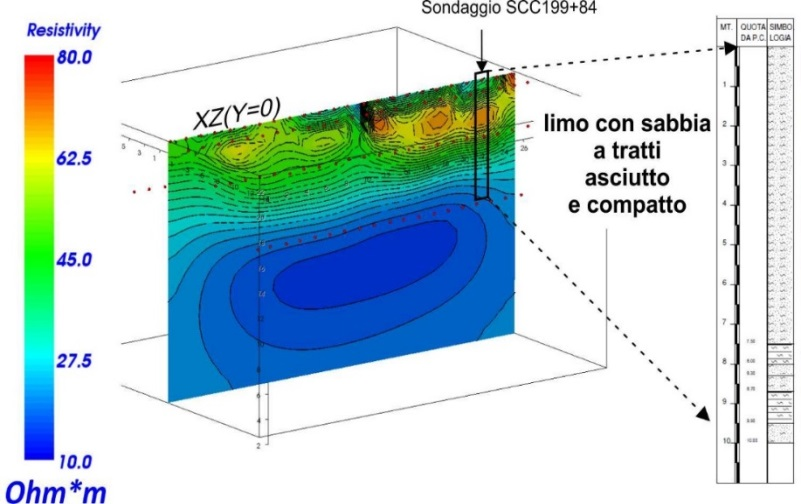 Sondaggio SCC199+84
Resistivity
80.0
62.5
45.0
27.5
10.0
Ohm*m
XZ(Y=0)
limo con sabbia
a tratti
asciutto
e compatto
MT. QUOTA SIMBO
DA P.C. LOGIA
1
2
3
4
5
6
7
8
9
10
26